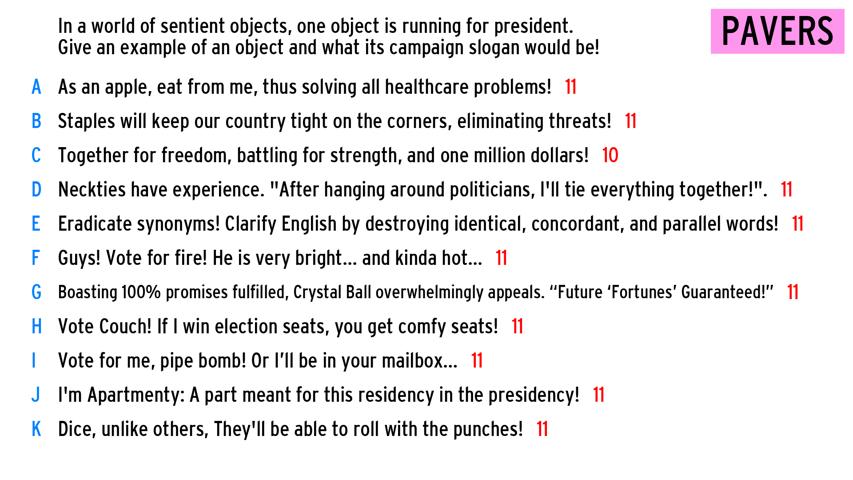 In a world of sentient objects, one object is running for president.
Give an example of an object and what its campaign slogan would be!
PAVERS
A As an apple, eat from me, thus solving all healthcare problems! 11
B Staples will keep our country tight on the corners, eliminating threats! 11
C Together for freedom, battling for strength, and one million dollars! 10
D Neckties have experience. "After hanging around politicians, I'll tie everything together!". 11
E Eradicate synonyms! Clarify English by destroying identical, concordant, and parallel words! 11
F Guys! Vote for fire! He is very bright... and kinda hot... 11
G Boasting 100% promises fulfilled, Crystal Ball overwhelmingly appeals. “Future ‘Fortunes’ Guaranteed!” 11
H Vote Couch! If I win election seats, you get comfy seats! 11
I Vote for me, pipe bomb! Or I’ll be in your mailbox... 11
J I'm Apartmenty: A part meant for this residency in the presidency! 11
K Dice, unlike others, They'll be able to roll with the punches! 11